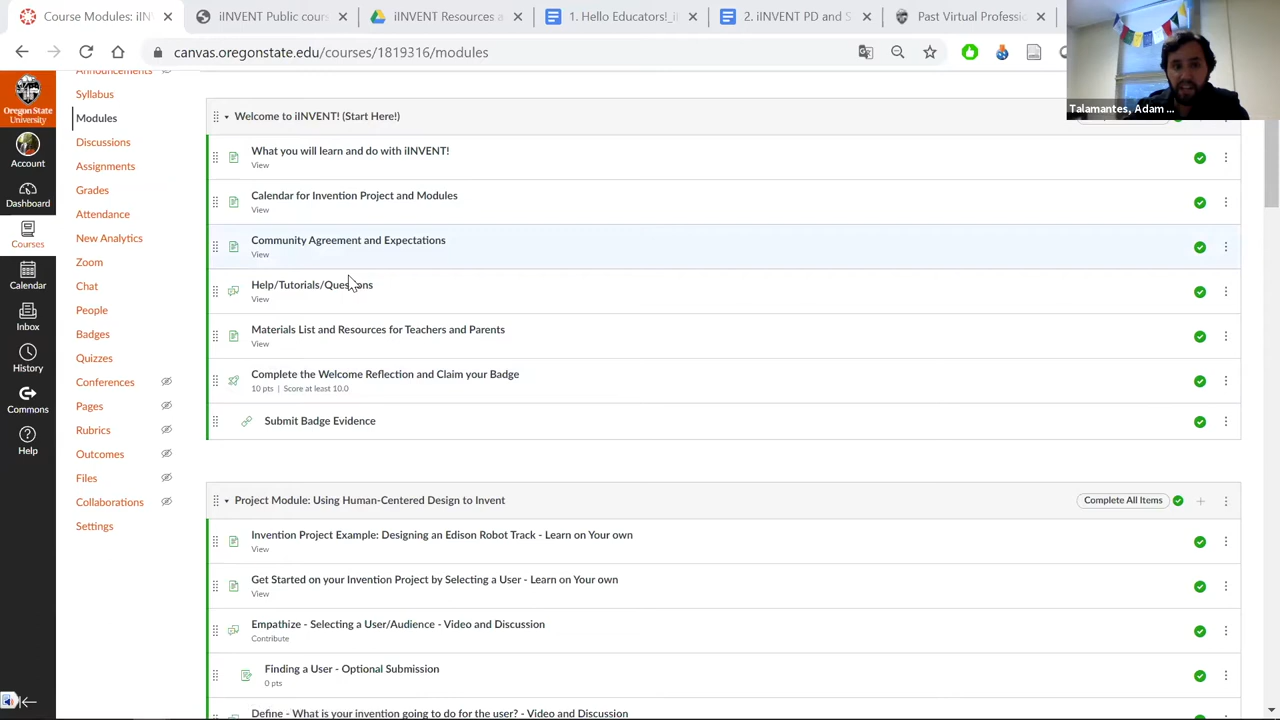 Course Modules: iIN
iINVENT Public cour
iINVENT Resources a
1. Hello Educators!_i
2. iINVENT PD and S
Past Virtual Professio
canvas.oregonstate.edu/courses/1819316/modules
Talamantes, Adam ...
Oregon State
University
Account
Dashboard
Courses
Calendar
Inbox
History
Commons
Help
Announcements
Syllabus
Modules
Discussions
Assignments
Grades
Attendance
New Analytics
Zoom
Chat
People
Badges
Quizzes
Conferences
Pages
Rubrics
Outcomes
Files
Collaborations
Settings
Welcome to iINVENT! (Start Here!)
What you will learn and do with iINVENT!
View
Calendar for Invention Project and Modules
View
Community Agreement and Expectations
View
Help/Tutorials/Questions
View
Materials List and Resources for Teachers and Parents
View
Complete the Welcome Reflection and Claim your Badge
10 pts | Score at least 10.0
Submit Badge Evidence
Project Module: Using Human-Centered Design to Invent
Complete All Items
Invention Project Example: Designing an Edison Robot Track - Learn on Your own
View
Get Started on your Invention Project by Selecting a User - Learn on Your own
View
Empathize - Selecting a User/Audience - Video and Discussion
Contribute
Finding a User - Optional Submission
0 pts
Define - What is your invention going to do for the user? - Video and Discussion